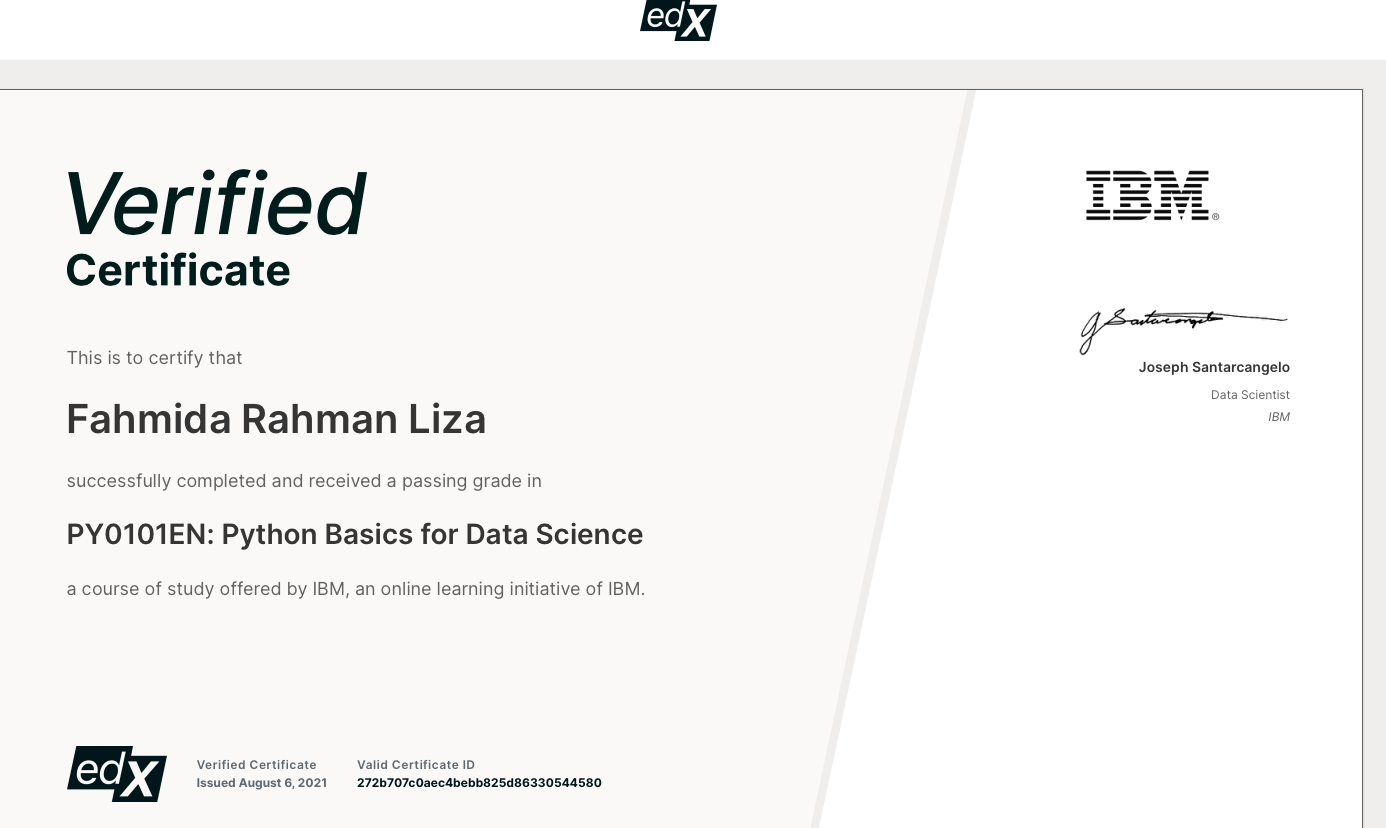 edX
Verified
Certificate
This is to certify that
Fahmida Rahman Liza
successfully completed and received a passing grade in
PY0101EN: Python Basics for Data Science
a course of study offered by IBM, an online learning initiative of IBM.
edX
Verified Certificate
Issued August 6, 2021
Valid Certificate ID
272b707c0aec4bebb825d86330544580
IBM®
J Santarcangelo
Joseph Santarcangelo
Data Scientist
IBM